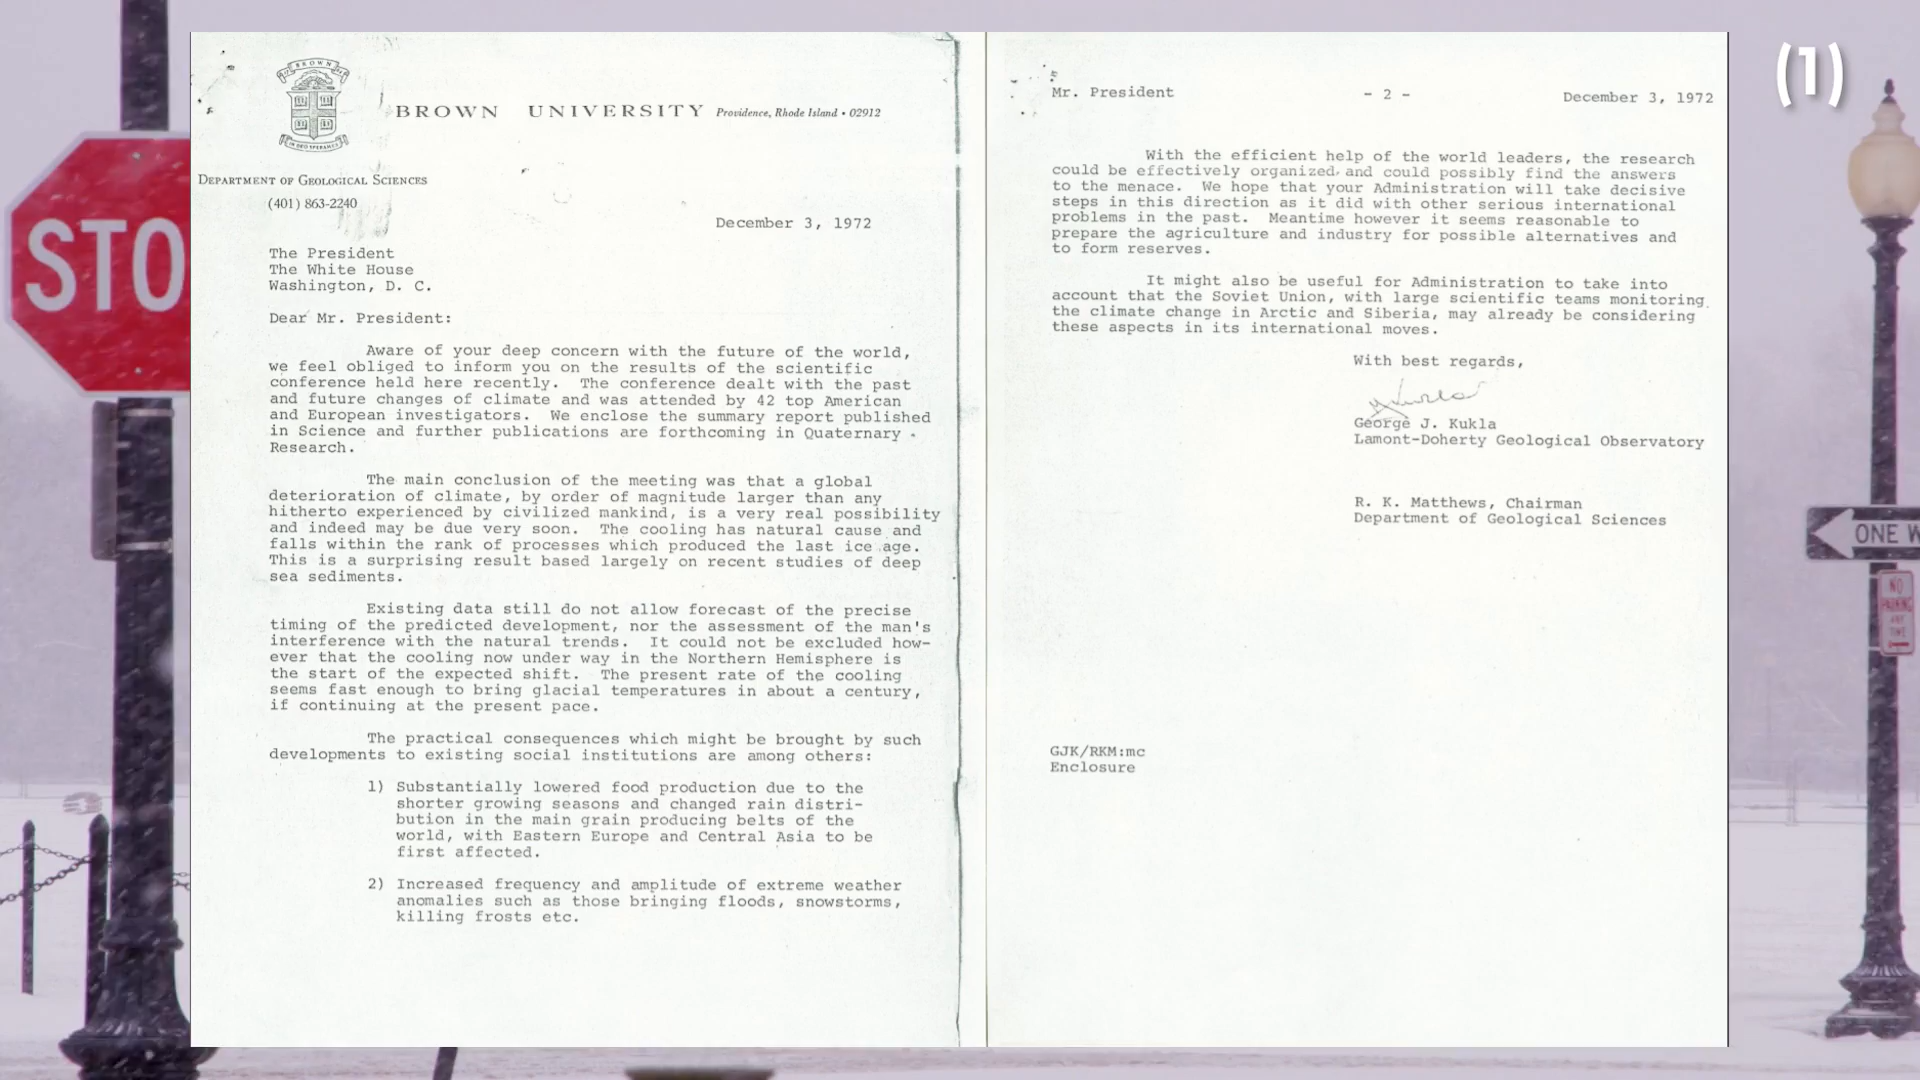 (1)
STO
BROWN
IN DEO SPERAMUS
BROWN UNIVERSITY Providence, Rhode Island • 02912
DEPARTMENT OF GEOLOGICAL SCIENCES
(401) 863-2240
December 3, 1972
The President
The White House
Washington, D. C.
Dear Mr. President:
Aware of your deep concern with the future of the world,
we feel obliged to inform you on the results of the scientific
conference held here recently. The conference dealt with the past
and future changes of climate and was attended by 42 top American
and European investigators. We enclose the summary report published
in Science and further publications are forthcoming in Quaternary
Research.
The main conclusion of the meeting was that a global
deterioration of climate, by order of magnitude larger than any
hitherto experienced by civilized mankind, is a very real possibility
and indeed may be due very soon. The cooling has natural cause and
falls within the rank of processes which produced the last ice age.
This is a surprising result based largely on recent studies of deep
sea sediments.
Existing data still do not allow forecast of the precise
timing of the predicted development, nor the assessment of the man's
interference with the natural trends. It could not be excluded how-
ever that the cooling now under way in the Northern Hemisphere is
the start of the expected shift. The present rate of the cooling
seems fast enough to bring glacial temperatures in about a century,
if continuing at the present pace.
The practical consequences which might be brought by such
developments to existing social institutions are among others:
1) Substantially lowered food production due to the
shorter growing seasons and changed rain distri-
bution in the main grain producing belts of the
world, with Eastern Europe and Central Asia to be
first affected.
2) Increased frequency and amplitude of extreme weather
anomalies such as those bringing floods, snowstorms,
killing frosts etc.
Mr. President - 2 - December 3, 1972
With the efficient help of the world leaders, the research
could be effectively organized and could possibly find the answers
to the menace. We hope that your Administration will take decisive
steps in this direction as it did with other serious international
problems in the past. Meantime however it seems reasonable to
prepare the agriculture and industry for possible alternatives and
to form reserves.
It might also be useful for Administration to take into
account that the Soviet Union, with large scientific teams monitoring
the climate change in Arctic and Siberia, may already be considering
these aspects in its international moves.
With best regards,
Kukla
George J. Kukla
Lamont-Doherty Geological Observatory
R. K. Matthews, Chairman
Department of Geological Sciences
GJK/RKM:mc
Enclosure
ONE W
NO
PARKING
ANY
TIME